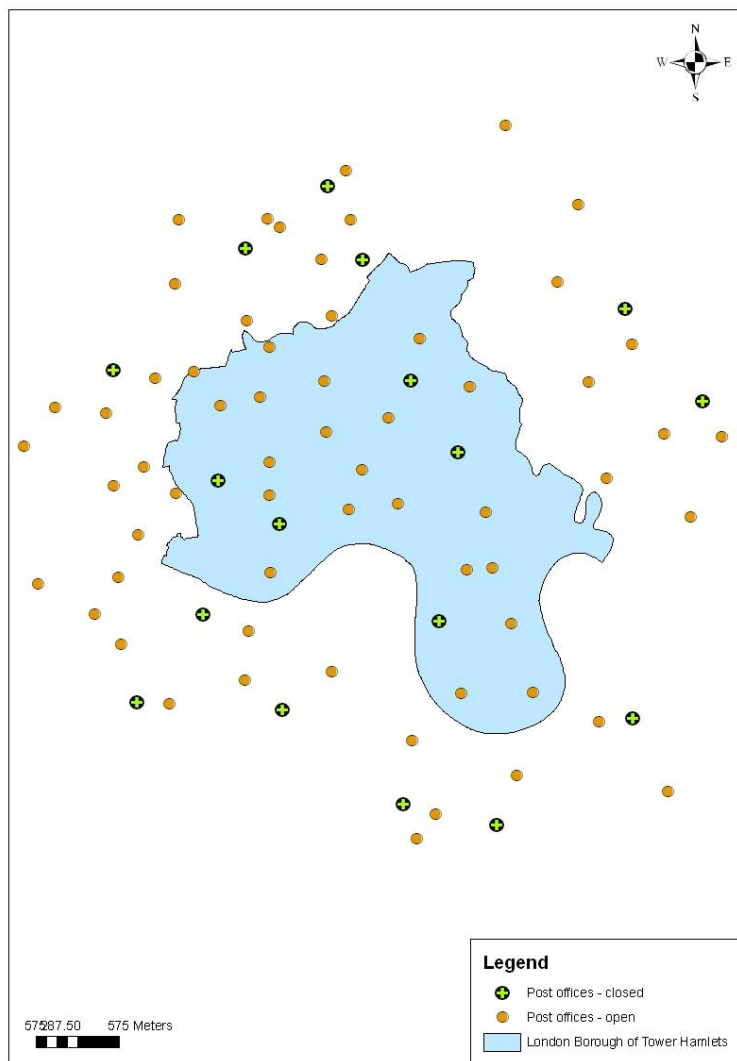 N
W E
S
Legend
Post offices - closed
Post offices - open
London Borough of Tower Hamlets
575287.50 575 Meters